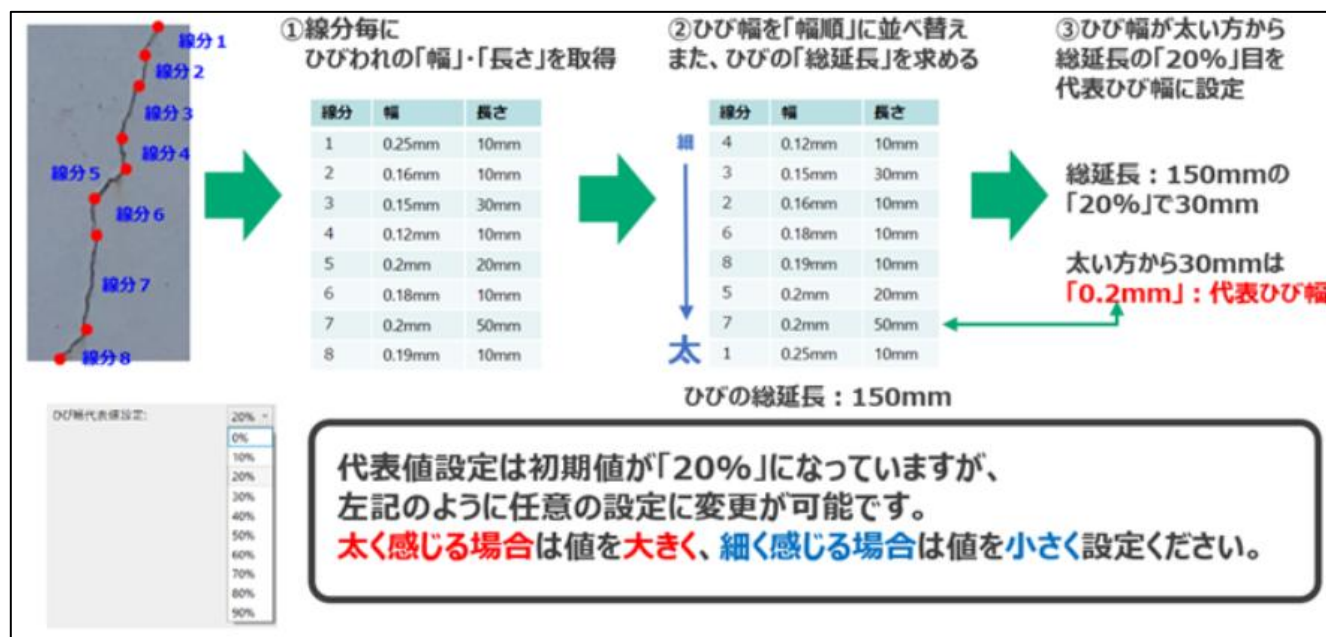 線分1
線分2
線分3
線分4
線分5
線分6
線分7
線分8
①線分毎に
ひびわれの「幅」・「長さ」を取得
線分 幅 長さ
1 0.25mm 10mm
2 0.16mm 10mm
3 0.15mm 30mm
4 0.12mm 10mm
5 0.2mm 20mm
6 0.18mm 10mm
7 0.2mm 50mm
8 0.19mm 10mm
②ひび幅を「幅順」に並べ替え
また、ひびの「総延長」を求める
細
太
線分 幅 長さ
4 0.12mm 10mm
3 0.15mm 30mm
2 0.16mm 10mm
6 0.18mm 10mm
8 0.19mm 10mm
5 0.2mm 20mm
7 0.2mm 50mm
1 0.25mm 10mm
ひびの総延長：150mm
③ひび幅が太い方から
総延長の「20%」目を
代表ひび幅に設定
総延長：150mmの
「20%」で30mm
太い方から30mmは
「0.2mm」：代表ひび幅
ひび幅代表値設定: 20%
0%
10%
20%
30%
40%
50%
60%
70%
80%
90%
代表値設定は初期値が「20%」になっていますが、
左記のように任意の設定に変更が可能です。
太く感じる場合は値を大きく、細く感じる場合は値を小さく設定ください。